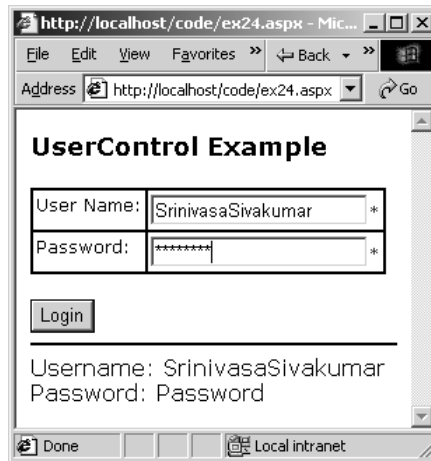 http://localhost/code/ex24.aspx - Mic...
File Edit View Favorites » Back »
Address http://localhost/code/ex24.aspx Go
UserControl Example
User Name: SrinivasaSivakumar *
Password: ******** *
Login
Username: SrinivasaSivakumar
Password: Password
Done Local intranet